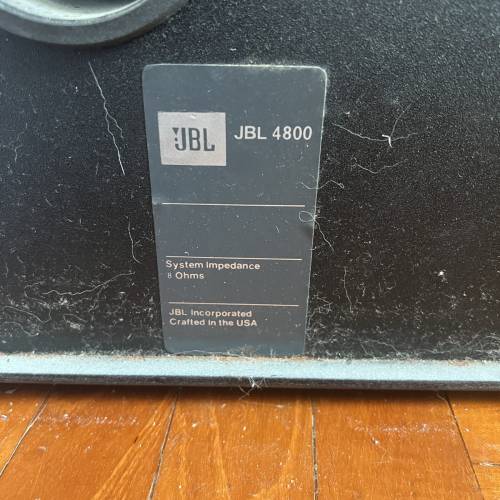 JBL
JBL 4800
System Impedance
8 Ohms
JBL Incorporated
Crafted in the USA